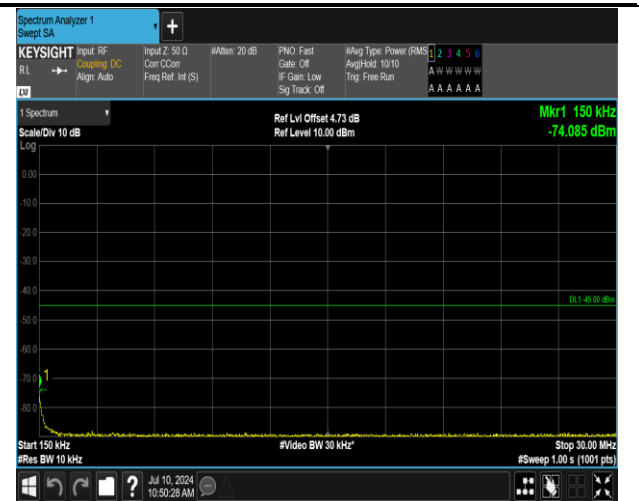 Spectrum Analyzer 1
Swept SA
+
KEYSIGHT Input: RF Input Z: 50 Ω #Atten: 20 dB PNO: Fast #Avg Type: Power (RMS 1 2 3 4 5 6
RL Coupling: DC Corr CCorr Gate: Off Avg|Hold: 10/10 A W W W W W
Align: Auto Freq Ref: Int (S) IF Gain: Low Trig: Free Run
Sig Track: Off A A A A A A
LXI
1 Spectrum Ref Lvl Offset 4.73 dB Mkr1 150 kHz
Scale/Div 10 dB Ref Level 10.00 dBm -74.085 dBm
Log
0.00
-10.0
-20.0
-30.0
-40.0
DL1 -45.00 dBm
-50.0
-60.0
-70.0
1
-80.0
Start 150 kHz #Video BW 30 kHz* Stop 30.00 MHz
#Res BW 10 kHz #Sweep 1.00 s (1001 pts)
? Jul 10, 2024
10:50:28 AM